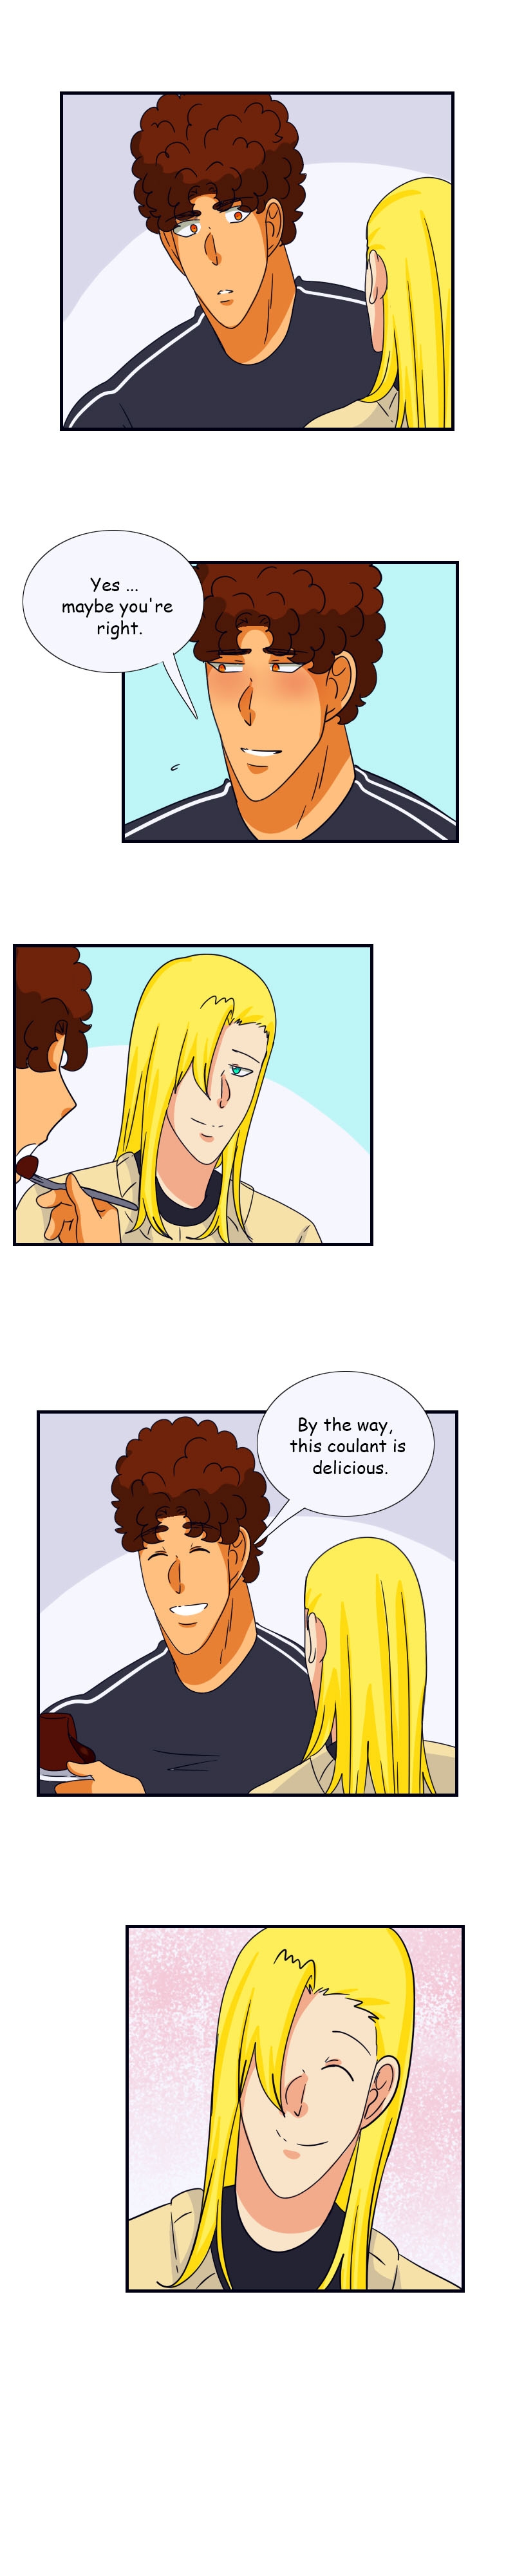 Yes ...
maybe you're
right.
By the way,
this coulant is
delicious.